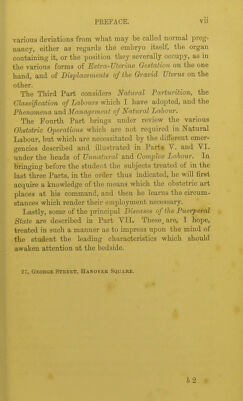 PREFACE. vii
various deviations from what may be called normal preg-
nancy, either as regards the embryo itself, the organ
containing it, or the position they severally occupy, as in
the various forms of Extra-Uterine Gestation on the one
hand, and of Displacements of the Gravid Uterus on the
other.
The Third Part considers Natural Parturition, the
Classification of Labours which I have adopted, and the
Phenomena and Management of Natural Labour.
The Fourth Part brings under review the various
Obstetric Operations which are not required in Natural
Labour, but which are necessitated by the different emer-
gencies described and illustrated in Parts V. and VI.
under the heads of Unnatural and Complex Labour. In
bringing before the student the subjects treated of in the
last three Parts, in the order thus indicated, he will first
acquire a knowledge of the means which the obstetric art
places at his command, and then he learns the circum-
stances which render their employment necessary.
Lastly, some of the principal Diseases of the Puerperal
State are described in Part VII. These are, I hope,
treated in such a manner as to impress upon the mind of
the student the leading characteristics which should
awaken attention at the bedside.
27, George Street, Hanover Square.
b 2